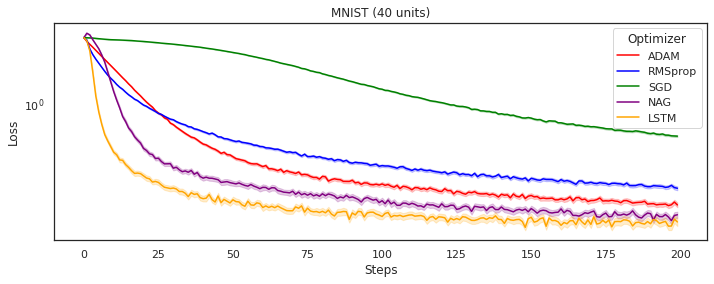 MNIST (40 units)
Optimizer
ADAM
RMSprop
SGD
NAG
LSTM
Loss
10^0
0 25 50 75 100 125 150 175 200
Steps